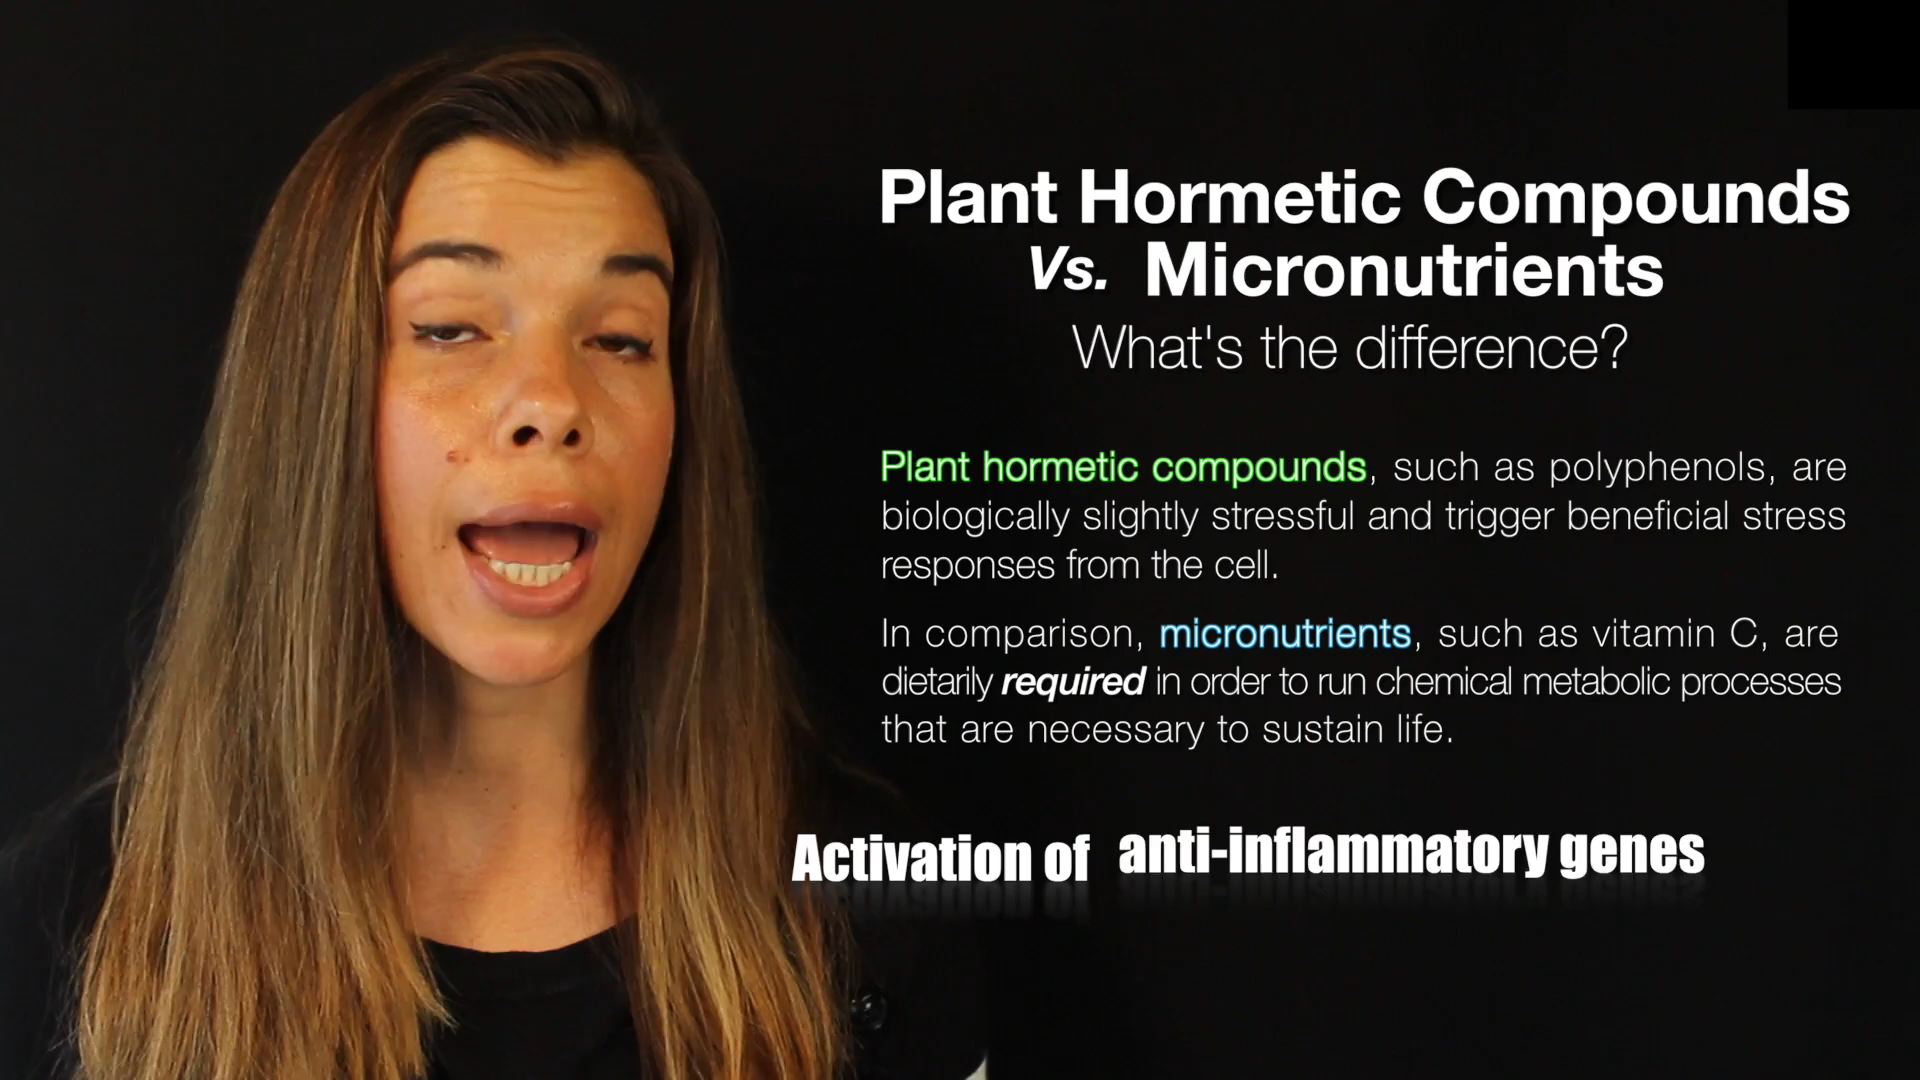 Plant Hormetic Compounds
Vs. Micronutrients
What's the difference?
Plant hormetic compounds, such as polyphenols, are
biologically slightly stressful and trigger beneficial stress
responses from the cell.
In comparison, micronutrients, such as vitamin C, are
dietarily required in order to run chemical metabolic processes
that are necessary to sustain life.
Activation of anti-inflammatory genes